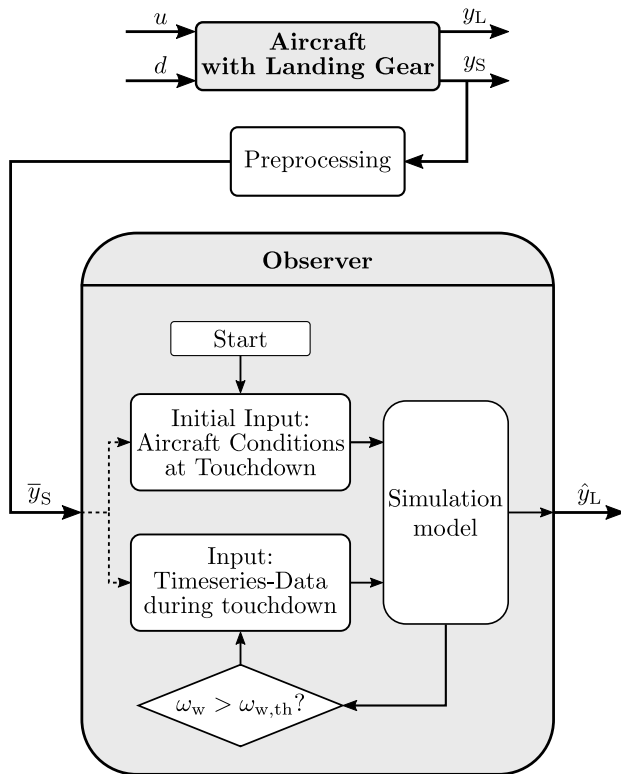 u
y_L
Aircraft
with Landing Gear
d
y_S
Preprocessing
Observer
Start
Initial Input:
Aircraft Conditions
at Touchdown
Simulation
model
y̅_S
ŷ_L
Input:
Timeseries-Data
during touchdown
ω_w > ω_w,th?